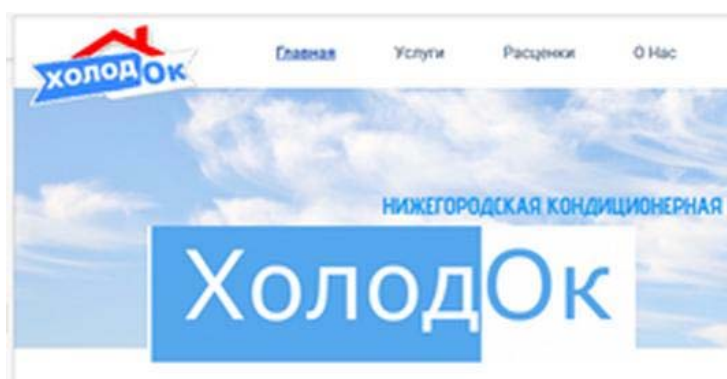 ХОЛОДОк
Главная Услуги Расценки О Нас
НИЖЕГОРОДСКАЯ КОНДИЦИОНЕРНАЯ
ХолодОк